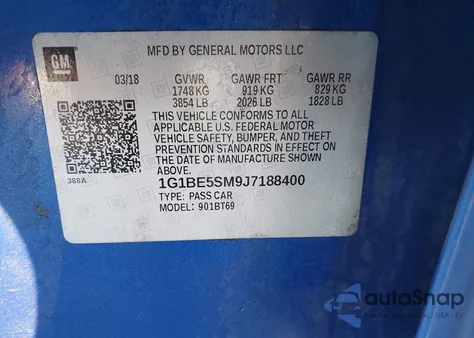 GM
MFD BY GENERAL MOTORS LLC
03/18 GVWR GAWR FRT GAWR RR
1748 KG 919 KG 829 KG
3854 LB 2026 LB 1828 LB
THIS VEHICLE CONFORMS TO ALL
APPLICABLE U.S. FEDERAL MOTOR
VEHICLE SAFETY, BUMPER, AND THEFT
PREVENTION STANDARDS IN EFFECT ON
THE DATE OF MANUFACTURE SHOWN
ABOVE.
388A
1G1BE5SM9J7188400
TYPE: PASS CAR
MODEL: 901BT69
autoSnap